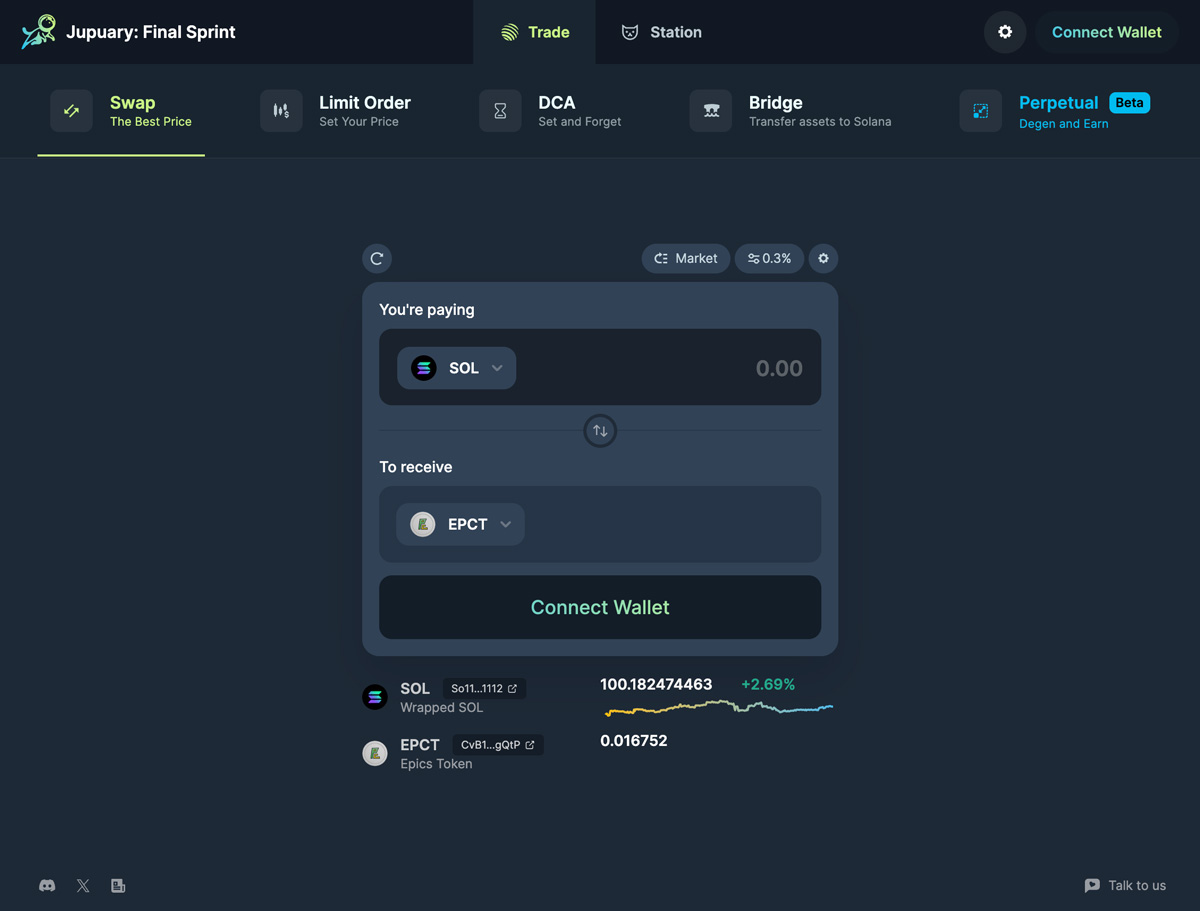 Jupuary: Final Sprint
Trade
Station
Connect Wallet
Swap
The Best Price
Limit Order
Set Your Price
DCA
Set and Forget
Bridge
Transfer assets to Solana
Perpetual Beta
Degen and Earn
Market
0.3%
You're paying
SOL
0.00
To receive
EPCT
Connect Wallet
SOL So11...1112
Wrapped SOL
100.182474463 +2.69%
EPCT CvB1...gQtP
Epics Token
0.016752
Talk to us